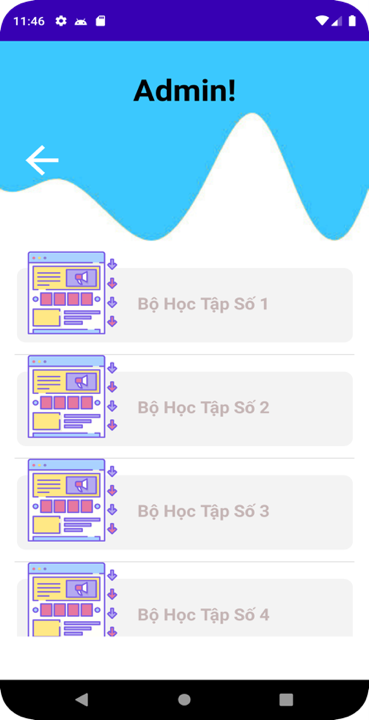 11:46
Admin!
Bộ Học Tập Số 1
Bộ Học Tập Số 2
Bộ Học Tập Số 3
Bộ Học Tập Số 4